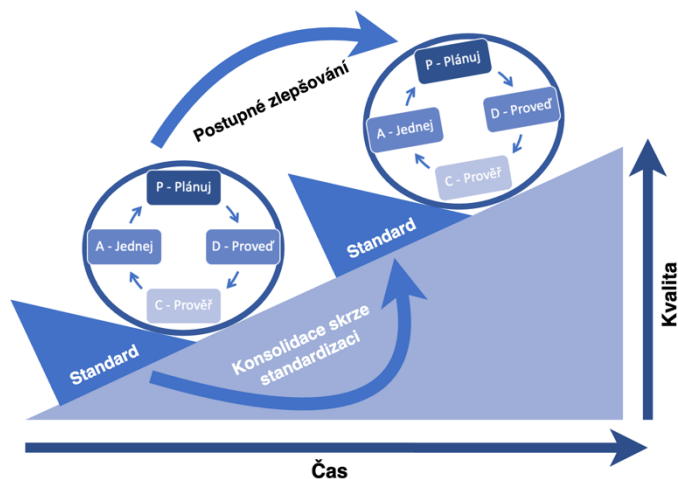 Postupné zlepšování
P - Plánuj
D - Proveď
C - Prověř
A - Jednej
P - Plánuj
D - Proveď
C - Prověř
A - Jednej
Standard
Standard
Konsolidace skrze
standardizaci
Kvalita
Čas